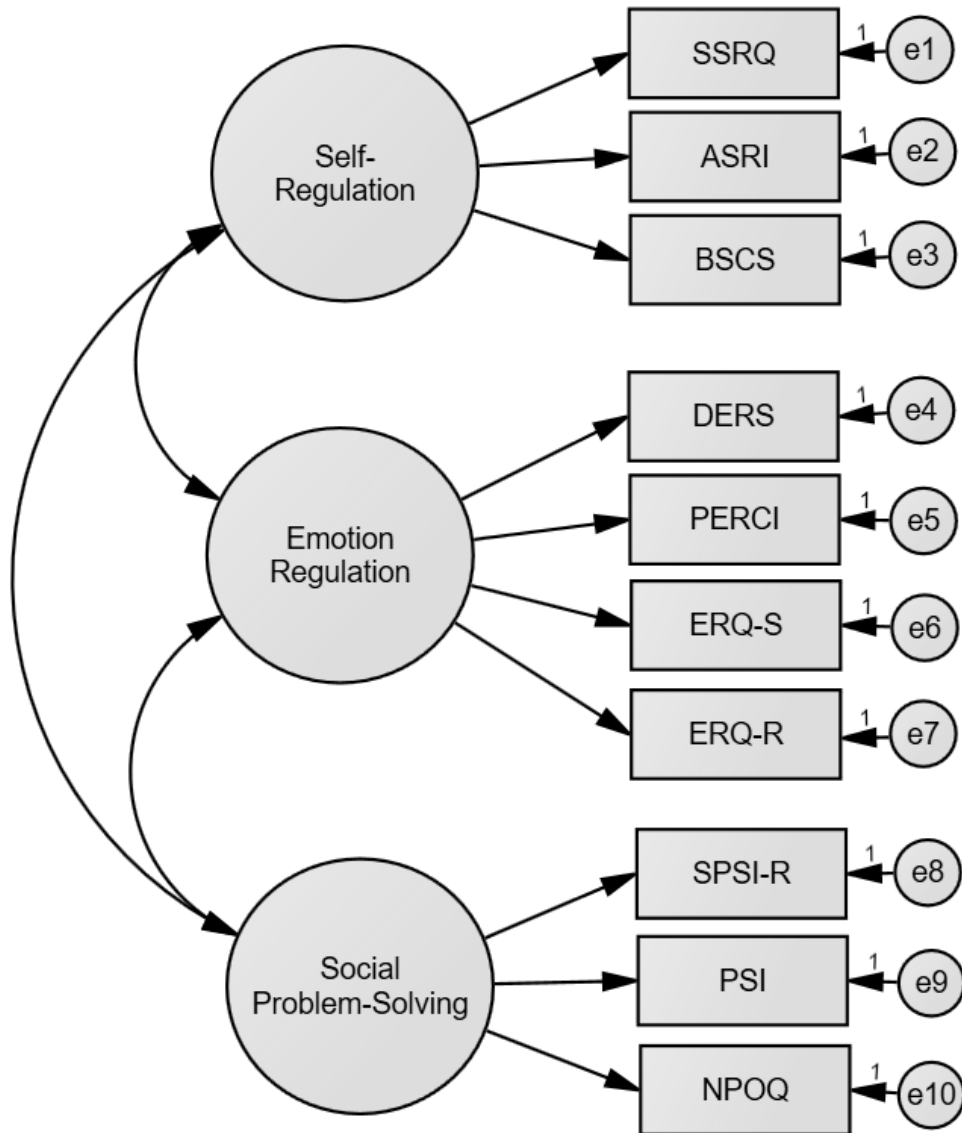 SSRQ
1
e1
Self-
Regulation
ASRI
1
e2
BSCS
1
e3
DERS
1
e4
Emotion
Regulation
PERCI
1
e5
ERQ-S
1
e6
ERQ-R
1
e7
SPSI-R
1
e8
Social
Problem-Solving
PSI
1
e9
NPOQ
1
e10